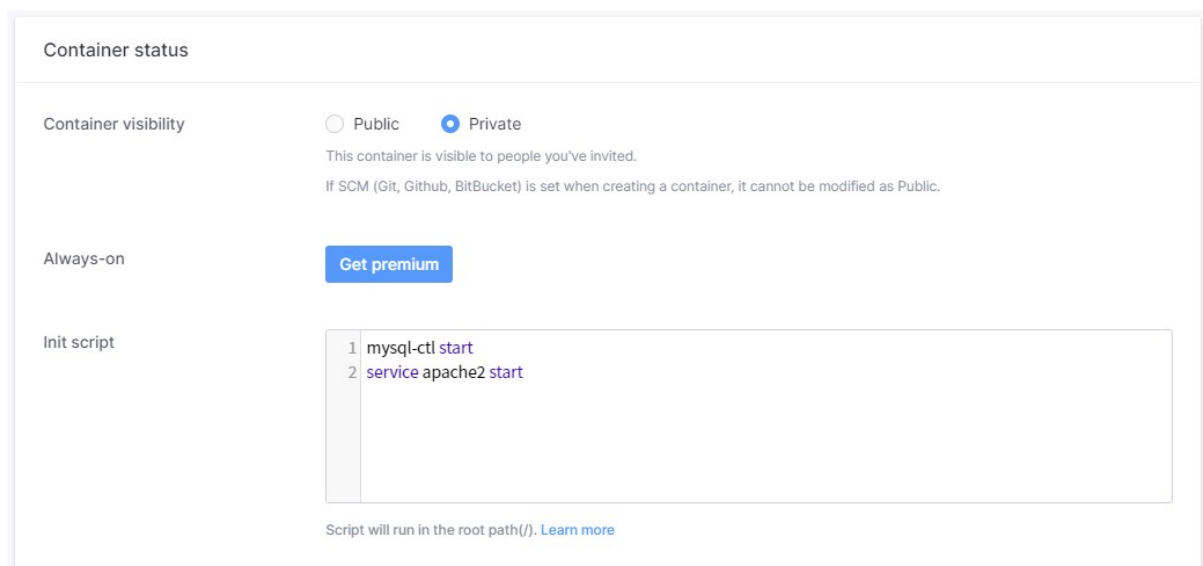 Container status
Container visibility
Public
Private
This container is visible to people you've invited.
If SCM (Git, Github, BitBucket) is set when creating a container, it cannot be modified as Public.
Always-on
Get premium
Init script
1 mysql-ctl start
2 service apache2 start
Script will run in the root path(/). Learn more